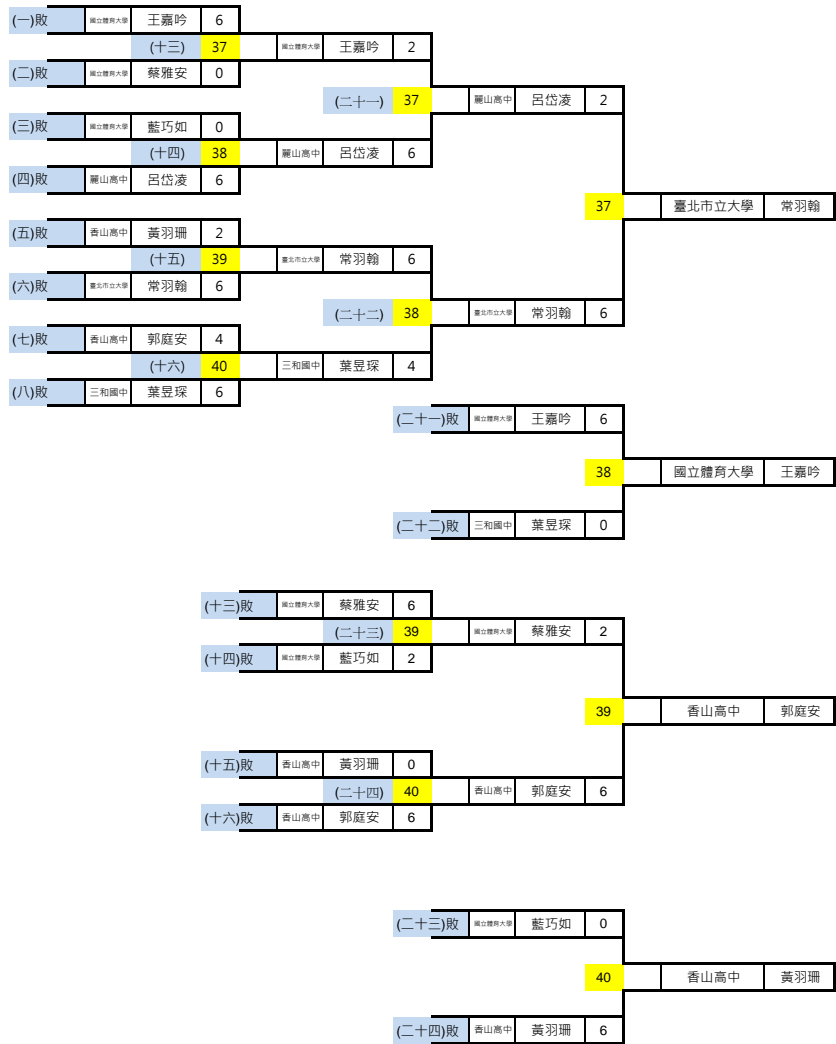 (一)敗 國立體育大學 王嘉吟 6
(十三) 37 國立體育大學 王嘉吟 2
(二)敗 國立體育大學 蔡雅安 0
(二十一) 37 麗山高中 呂岱凌 2
(三)敗 國立體育大學 藍巧如 0
(十四) 38 麗山高中 呂岱凌 6
(四)敗 麗山高中 呂岱凌 6
37 臺北市立大學 常羽翰
(五)敗 香山高中 黃羽珊 2
(十五) 39 臺北市立大學 常羽翰 6
(六)敗 臺北市立大學 常羽翰 6
(二十二) 38 臺北市立大學 常羽翰 6
(七)敗 香山高中 郭庭安 4
(十六) 40 三和國中 葉昱琛 4
(八)敗 三和國中 葉昱琛 6
(二十一)敗 國立體育大學 王嘉吟 6
38 國立體育大學 王嘉吟
(二十二)敗 三和國中 葉昱琛 0
(十三)敗 國立體育大學 蔡雅安 6
(二十三) 39 國立體育大學 蔡雅安 2
(十四)敗 國立體育大學 藍巧如 2
39 香山高中 郭庭安
(十五)敗 香山高中 黃羽珊 0
(二十四) 40 香山高中 郭庭安 6
(十六)敗 香山高中 郭庭安 6
(二十三)敗 國立體育大學 藍巧如 0
40 香山高中 黃羽珊
(二十四)敗 香山高中 黃羽珊 6